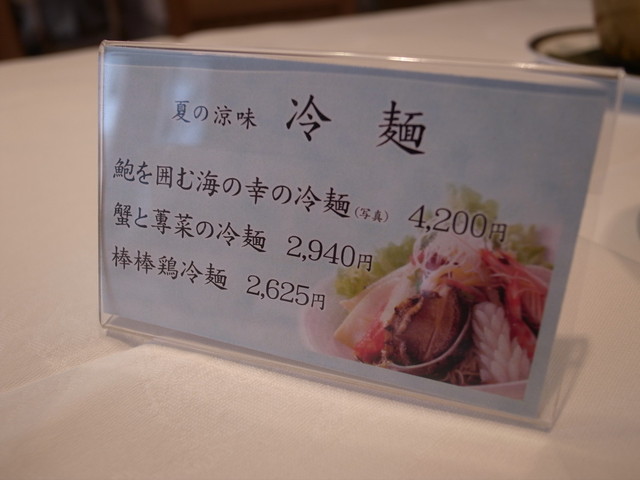 夏の涼味 冷麺
鮑を囲む海の幸の冷麺(写真) 4,200円
蟹と蓴菜の冷麺 2,940円
棒棒鶏冷麺 2,625円